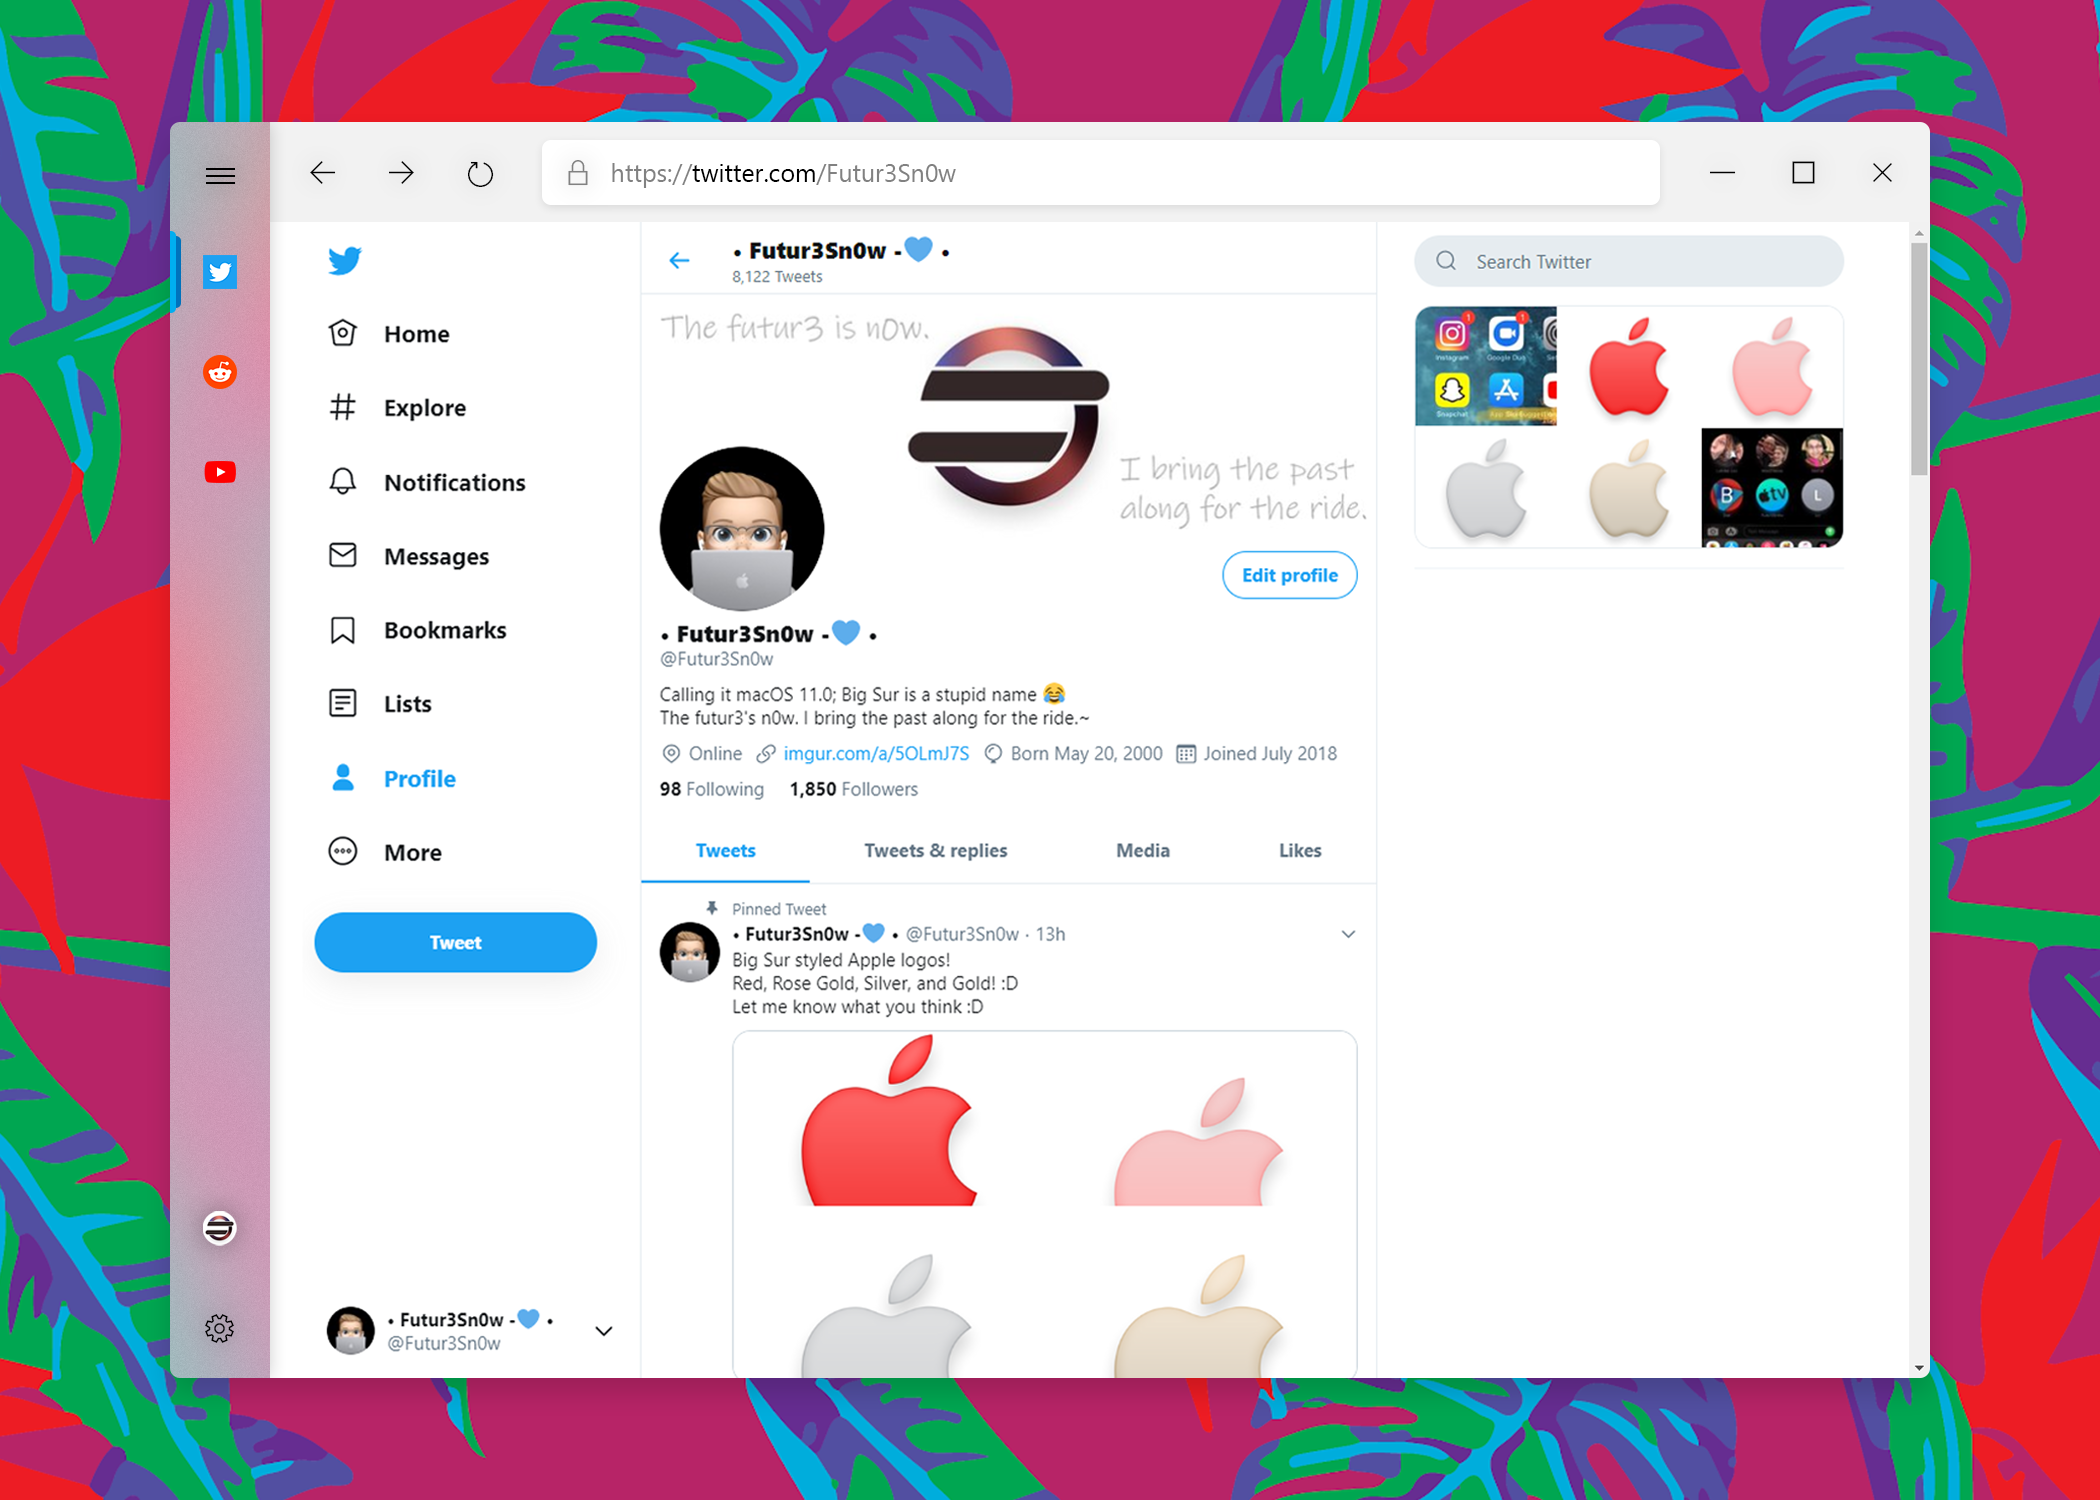 https://twitter.com/Futur3Sn0w
Home
Explore
Notifications
Messages
Bookmarks
Lists
Profile
More
Tweet
• Futur3Sn0w -💙 •
@Futur3Sn0w
• Futur3Sn0w -💙 •
8,122 Tweets
The futur3 is n0w.
I bring the past
along for the ride.
Edit profile
• Futur3Sn0w -💙 •
@Futur3Sn0w
Calling it macOS 11.0; Big Sur is a stupid name 😂
The futur3's n0w. I bring the past along for the ride.~
Online imgur.com/a/5OLmJ7S Born May 20, 2000 Joined July 2018
98 Following 1,850 Followers
Tweets Tweets & replies Media Likes
Pinned Tweet
• Futur3Sn0w -💙 • @Futur3Sn0w · 13h
Big Sur styled Apple logos!
Red, Rose Gold, Silver, and Gold! :D
Let me know what you think :D
Search Twitter
Instagram Google Duo
Snapchat
B tv L